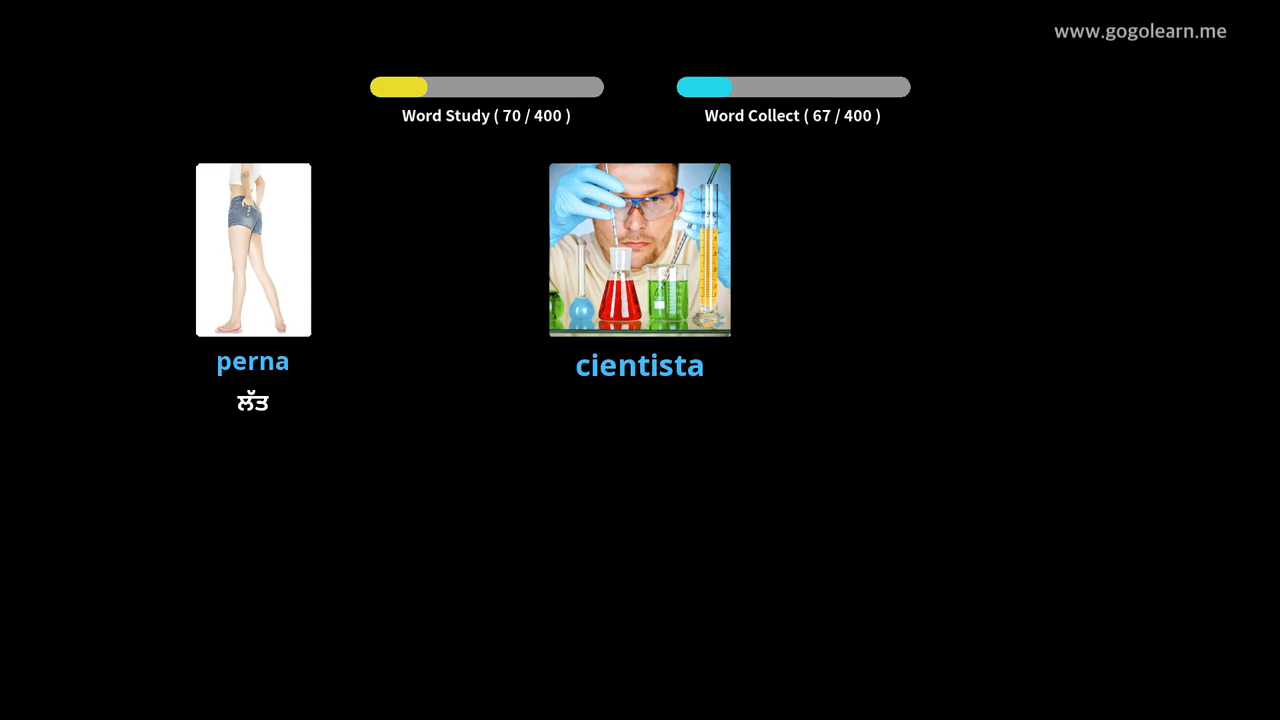 www.gogolearn.me
Word Study ( 70 / 400 )
Word Collect ( 67 / 400 )
perna
ਲੱਤ
cientista